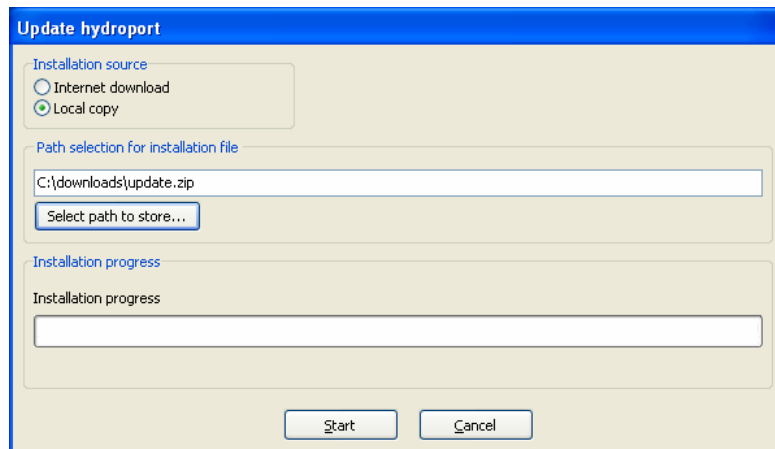 Update hydroport
Installation source
Internet download
Local copy
Path selection for installation file
C:\downloads\update.zip
Select path to store...
Installation progress
Installation progress
Start
Cancel